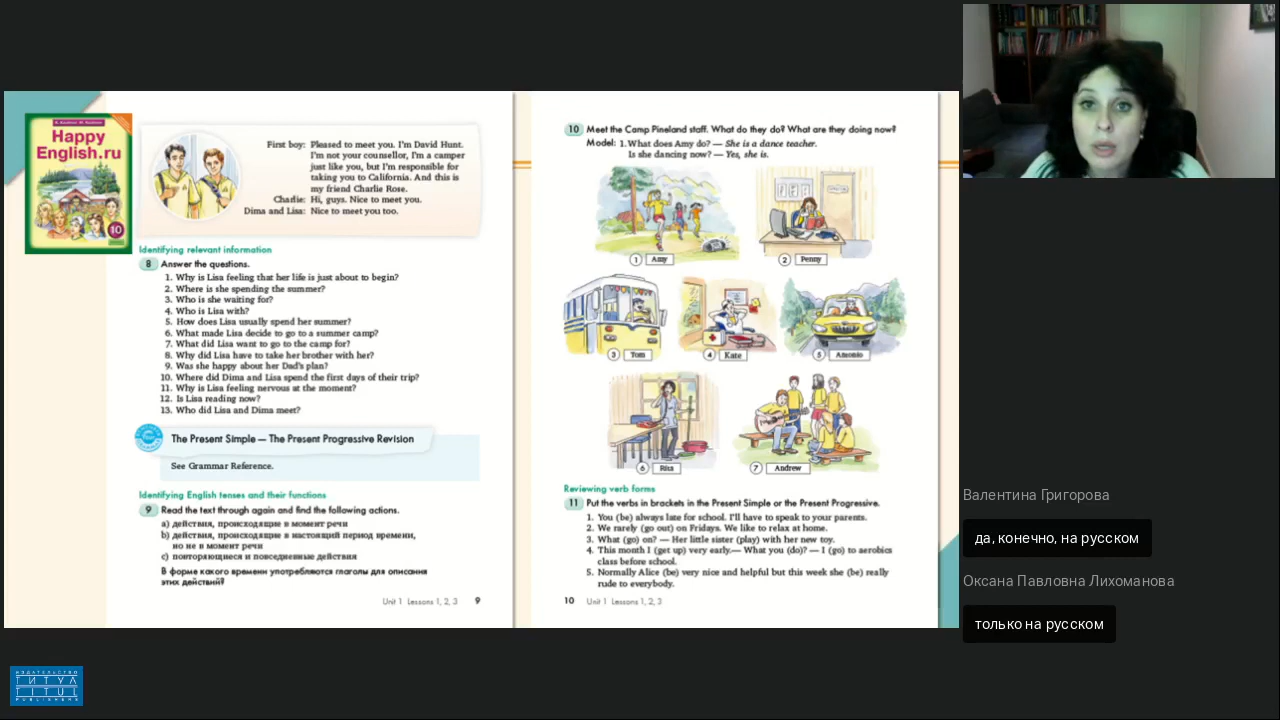 Happy
English.ru
10
First boy: Pleased to meet you. I'm David Hunt.
I'm not your counsellor, I'm a camper
just like you, but I'm responsible for
taking you to California. And this is
my friend Charlie Rose.
Charlie: Hi, guys. Nice to meet you.
Dima and Lisa: Nice to meet you too.
Identifying relevant information
8 Answer the questions.
1. Why is Lisa feeling that her life is just about to begin?
2. Where is she spending the summer?
3. Who is she waiting for?
4. Who is Lisa with?
5. How does Lisa usually spend her summer?
6. What made Lisa decide to go to a summer camp?
7. What did Lisa want to go to the camp for?
8. Why did Lisa have to take her brother with her?
9. Was she happy about her Dad's plan?
10. Where did Dima and Lisa spend the first days of their trip?
11. Why is Lisa feeling nervous at the moment?
12. Is Lisa reading now?
13. Who did Lisa and Dima meet?
The Present Simple — The Present Progressive Revision
See Grammar Reference.
Identifying English tenses and their functions
9 Read the text through again and find the following actions.
a) действия, происходящие в момент речи
b) действия, происходящие в настоящий период времени,
но не в момент речи
c) повторяющиеся и повседневные действия
В форме какого времени употребляются глаголы для описания
этих действий?
Unit 1 Lessons 1, 2, 3 9
10 Meet the Camp Pineland staff. What do they do? What are they doing now?
Model: 1. What does Amy do? — She is a dance teacher.
Is she dancing now? — Yes, she is.
1 Amy
2 Penny
3 Tom
4 Kate
5 Antonio
6 Rita
7 Andrew
Reviewing verb forms
11 Put the verbs in brackets in the Present Simple or the Present Progressive.
1. You (be) always late for school. I'll have to speak to your parents.
2. We rarely (go out) on Fridays. We like to relax at home.
3. What (go) on? — Her little sister (play) with her new toy.
4. This month I (get up) very early.— What you (do)? — I (go) to aerobics
class before school.
5. Normally Alice (be) very nice and helpful but this week she (be) really
rude to everybody.
10 Unit 1 Lessons 1, 2, 3
Валентина Григорова
да, конечно, на русском
Оксана Павловна Лихоманова
только на русском
ИЗДАТЕЛЬСТВО
ТИТУЛ
TITUL
PUBLISHERS